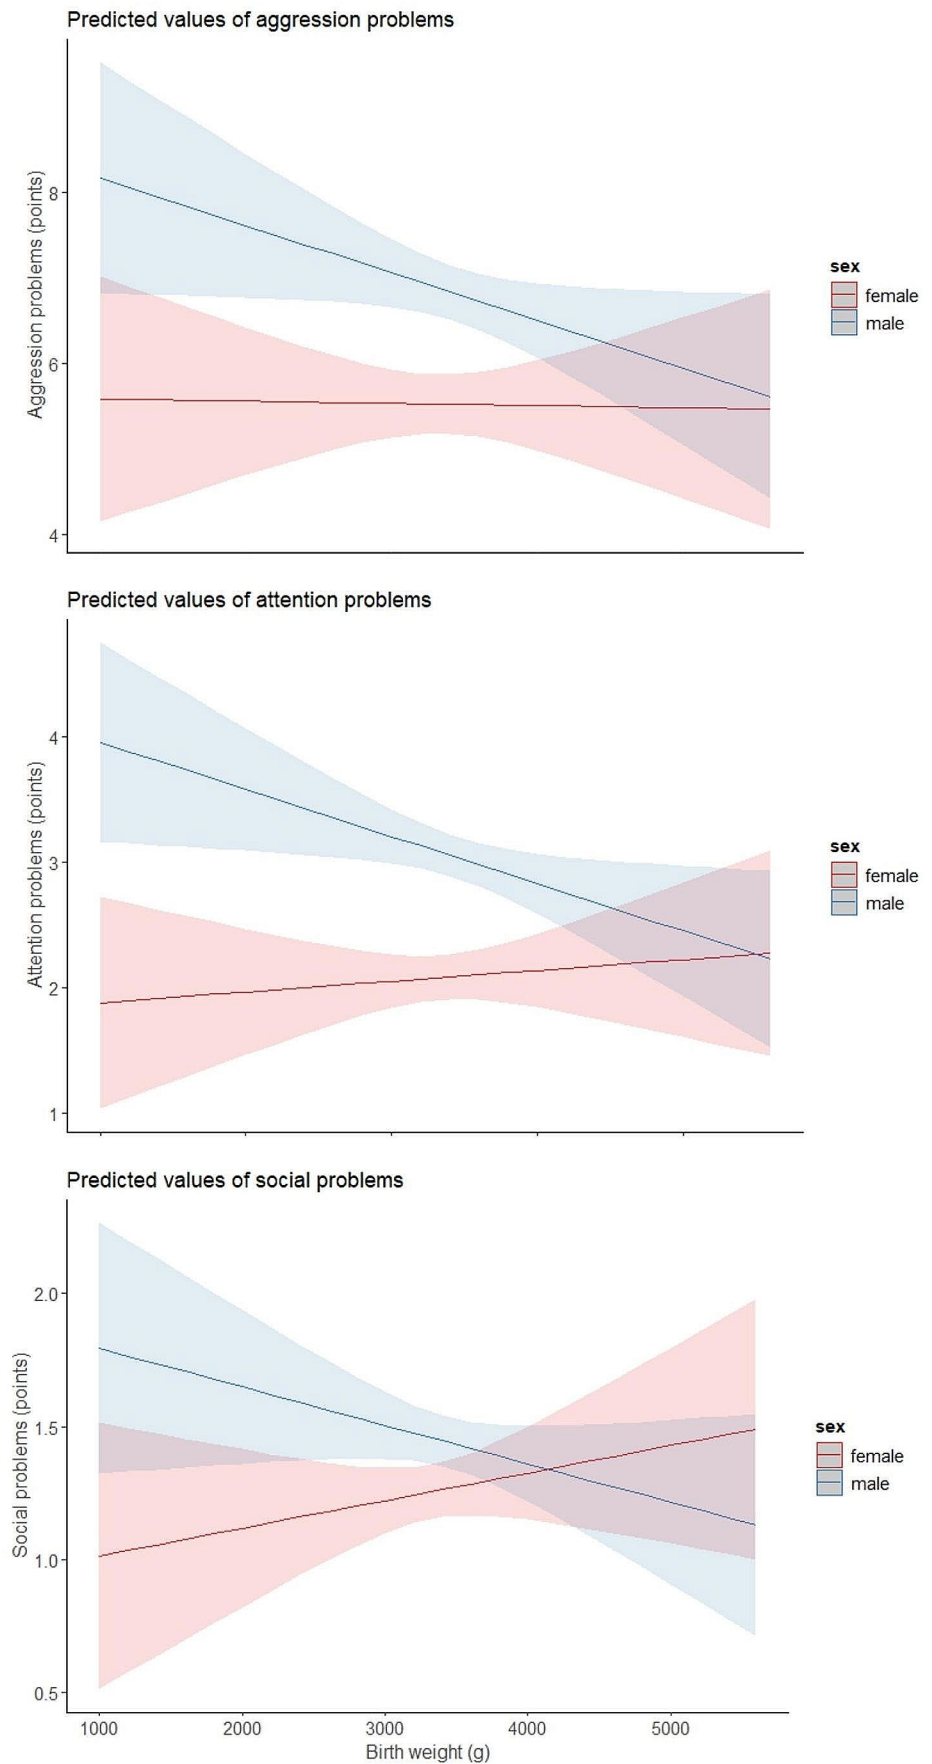 Predicted values of aggression problems
Aggression problems (points)
8
6
4
sex
female
male
Predicted values of attention problems
Attention problems (points)
4
3
2
1
sex
female
male
Predicted values of social problems
Social problems (points)
2.0
1.5
1.0
0.5
sex
female
male
1000 2000 3000 4000 5000
Birth weight (g)